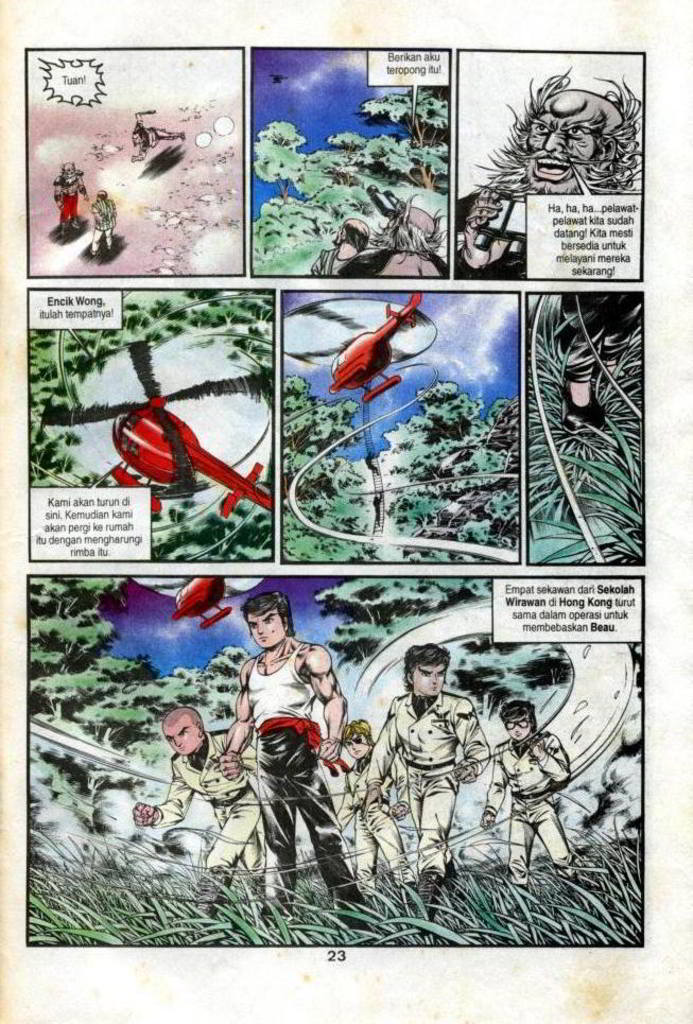 Tuan!
Berikan aku
teropong itu!
Ha, ha, ha...pelawat-
pelawat kita sudah
datang! Kita mesti
bersedia untuk
melayani mereka
sekarang!
Encik Wong,
itulah tempatnya!
Kami akan turun di
sini. Kemudian kami
akan pergi ke rumah
itu dengan mengharungi
rimba itu.
Empat sekawan dari Sekolah
Wirawan di Hong Kong turut
sama dalam operasi untuk
membebaskan Beau.
23